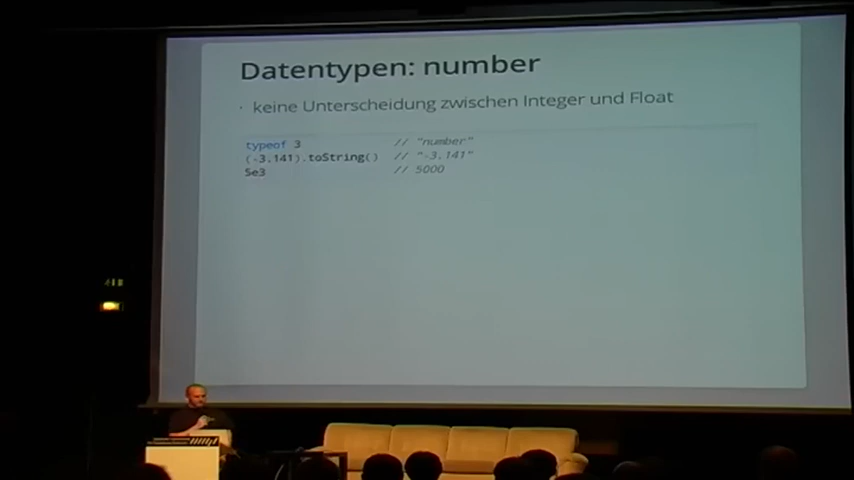 Datentypen: number
· keine Unterscheidung zwischen Integer und Float
typeof 3 // "number"
(-3.141).toString() // "-3.141"
5e3 // 5000